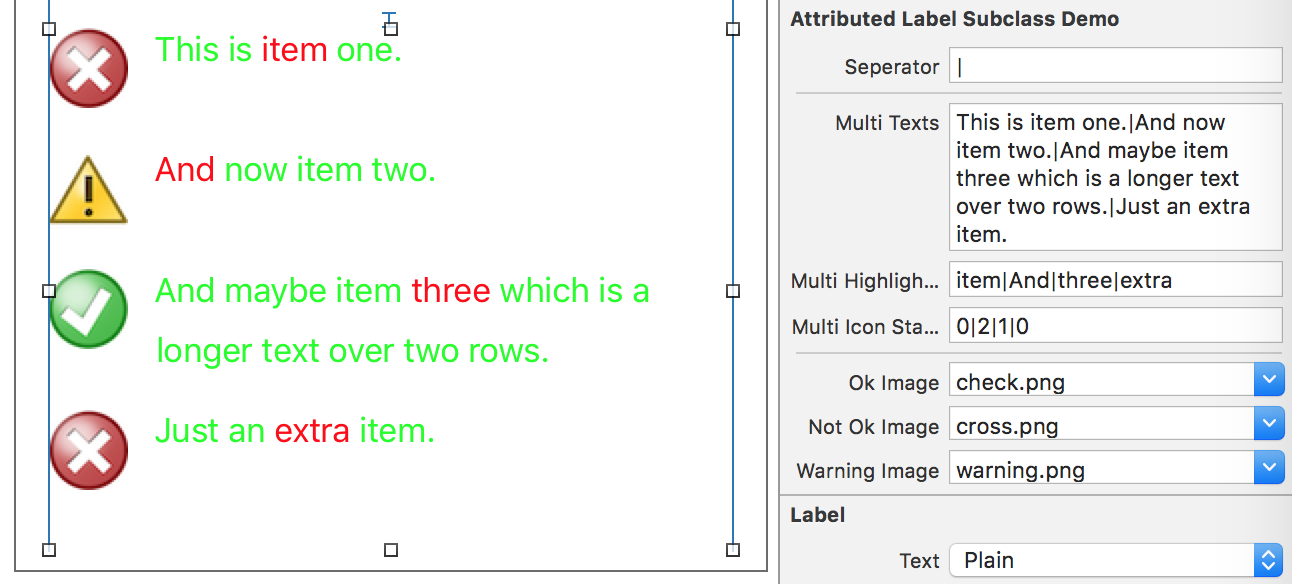 This is item one.
And now item two.
And maybe item three which is a
longer text over two rows.
Just an extra item.
Attributed Label Subclass Demo
Seperator |
Multi Texts This is item one.|And now
item two.|And maybe item
three which is a longer text
over two rows.|Just an extra
item.
Multi Highligh... item|And|three|extra
Multi Icon Sta... 0|2|1|0
Ok Image check.png
Not Ok Image cross.png
Warning Image warning.png
Label
Text Plain